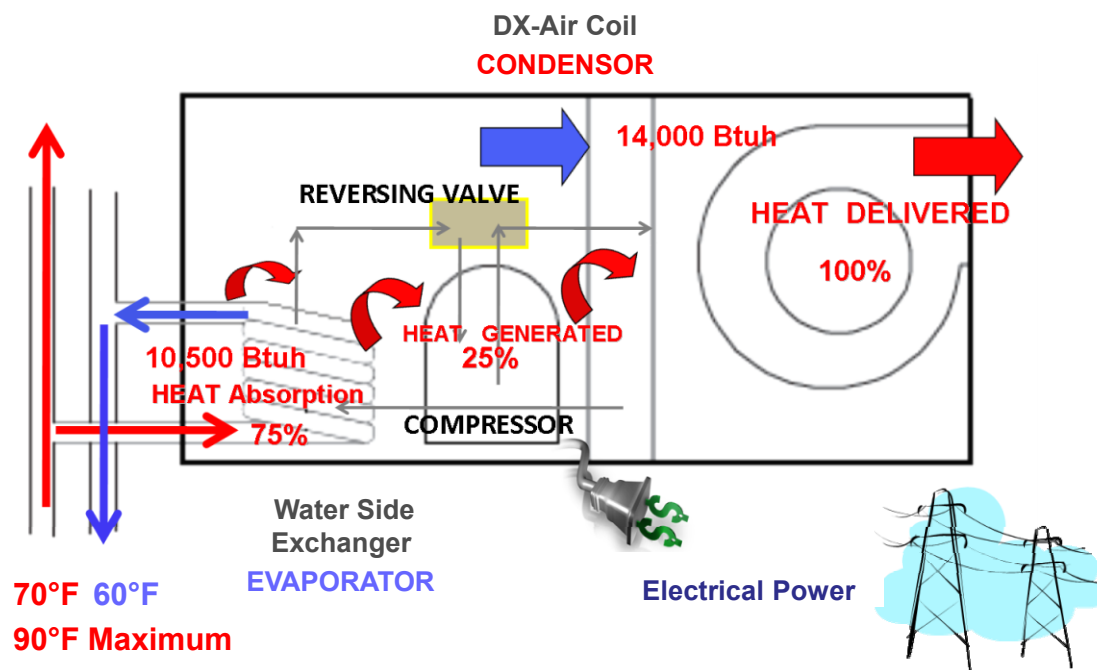 DX-Air Coil
CONDENSOR
14,000 Btuh
REVERSING VALVE
HEAT DELIVERED
100%
HEAT GENERATED
25%
10,500 Btuh
HEAT Absorption
75%
COMPRESSOR
Water Side
Exchanger
EVAPORATOR
Electrical Power
70°F 60°F
90°F Maximum
$
$